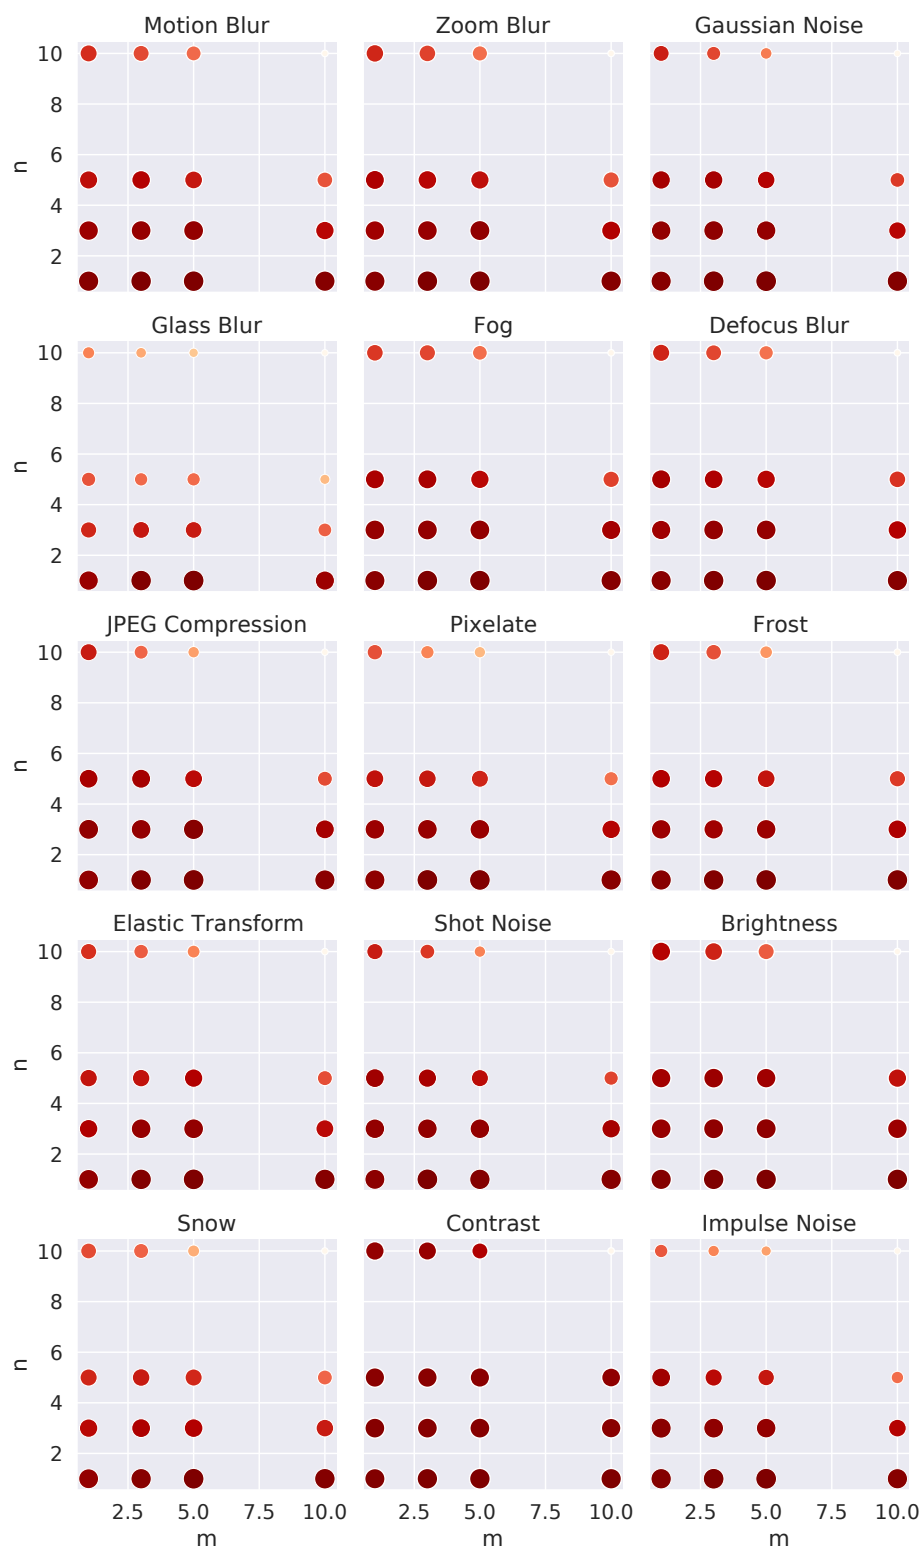 Motion Blur Zoom Blur Gaussian Noise
10
8
6
n
4
2
Glass Blur Fog Defocus Blur
10
8
6
n
4
2
JPEG Compression Pixelate Frost
10
8
6
n
4
2
Elastic Transform Shot Noise Brightness
10
8
6
n
4
2
Snow Contrast Impulse Noise
10
8
6
n
4
2
2.5 5.0 7.5 10.0 2.5 5.0 7.5 10.0 2.5 5.0 7.5 10.0
m m m